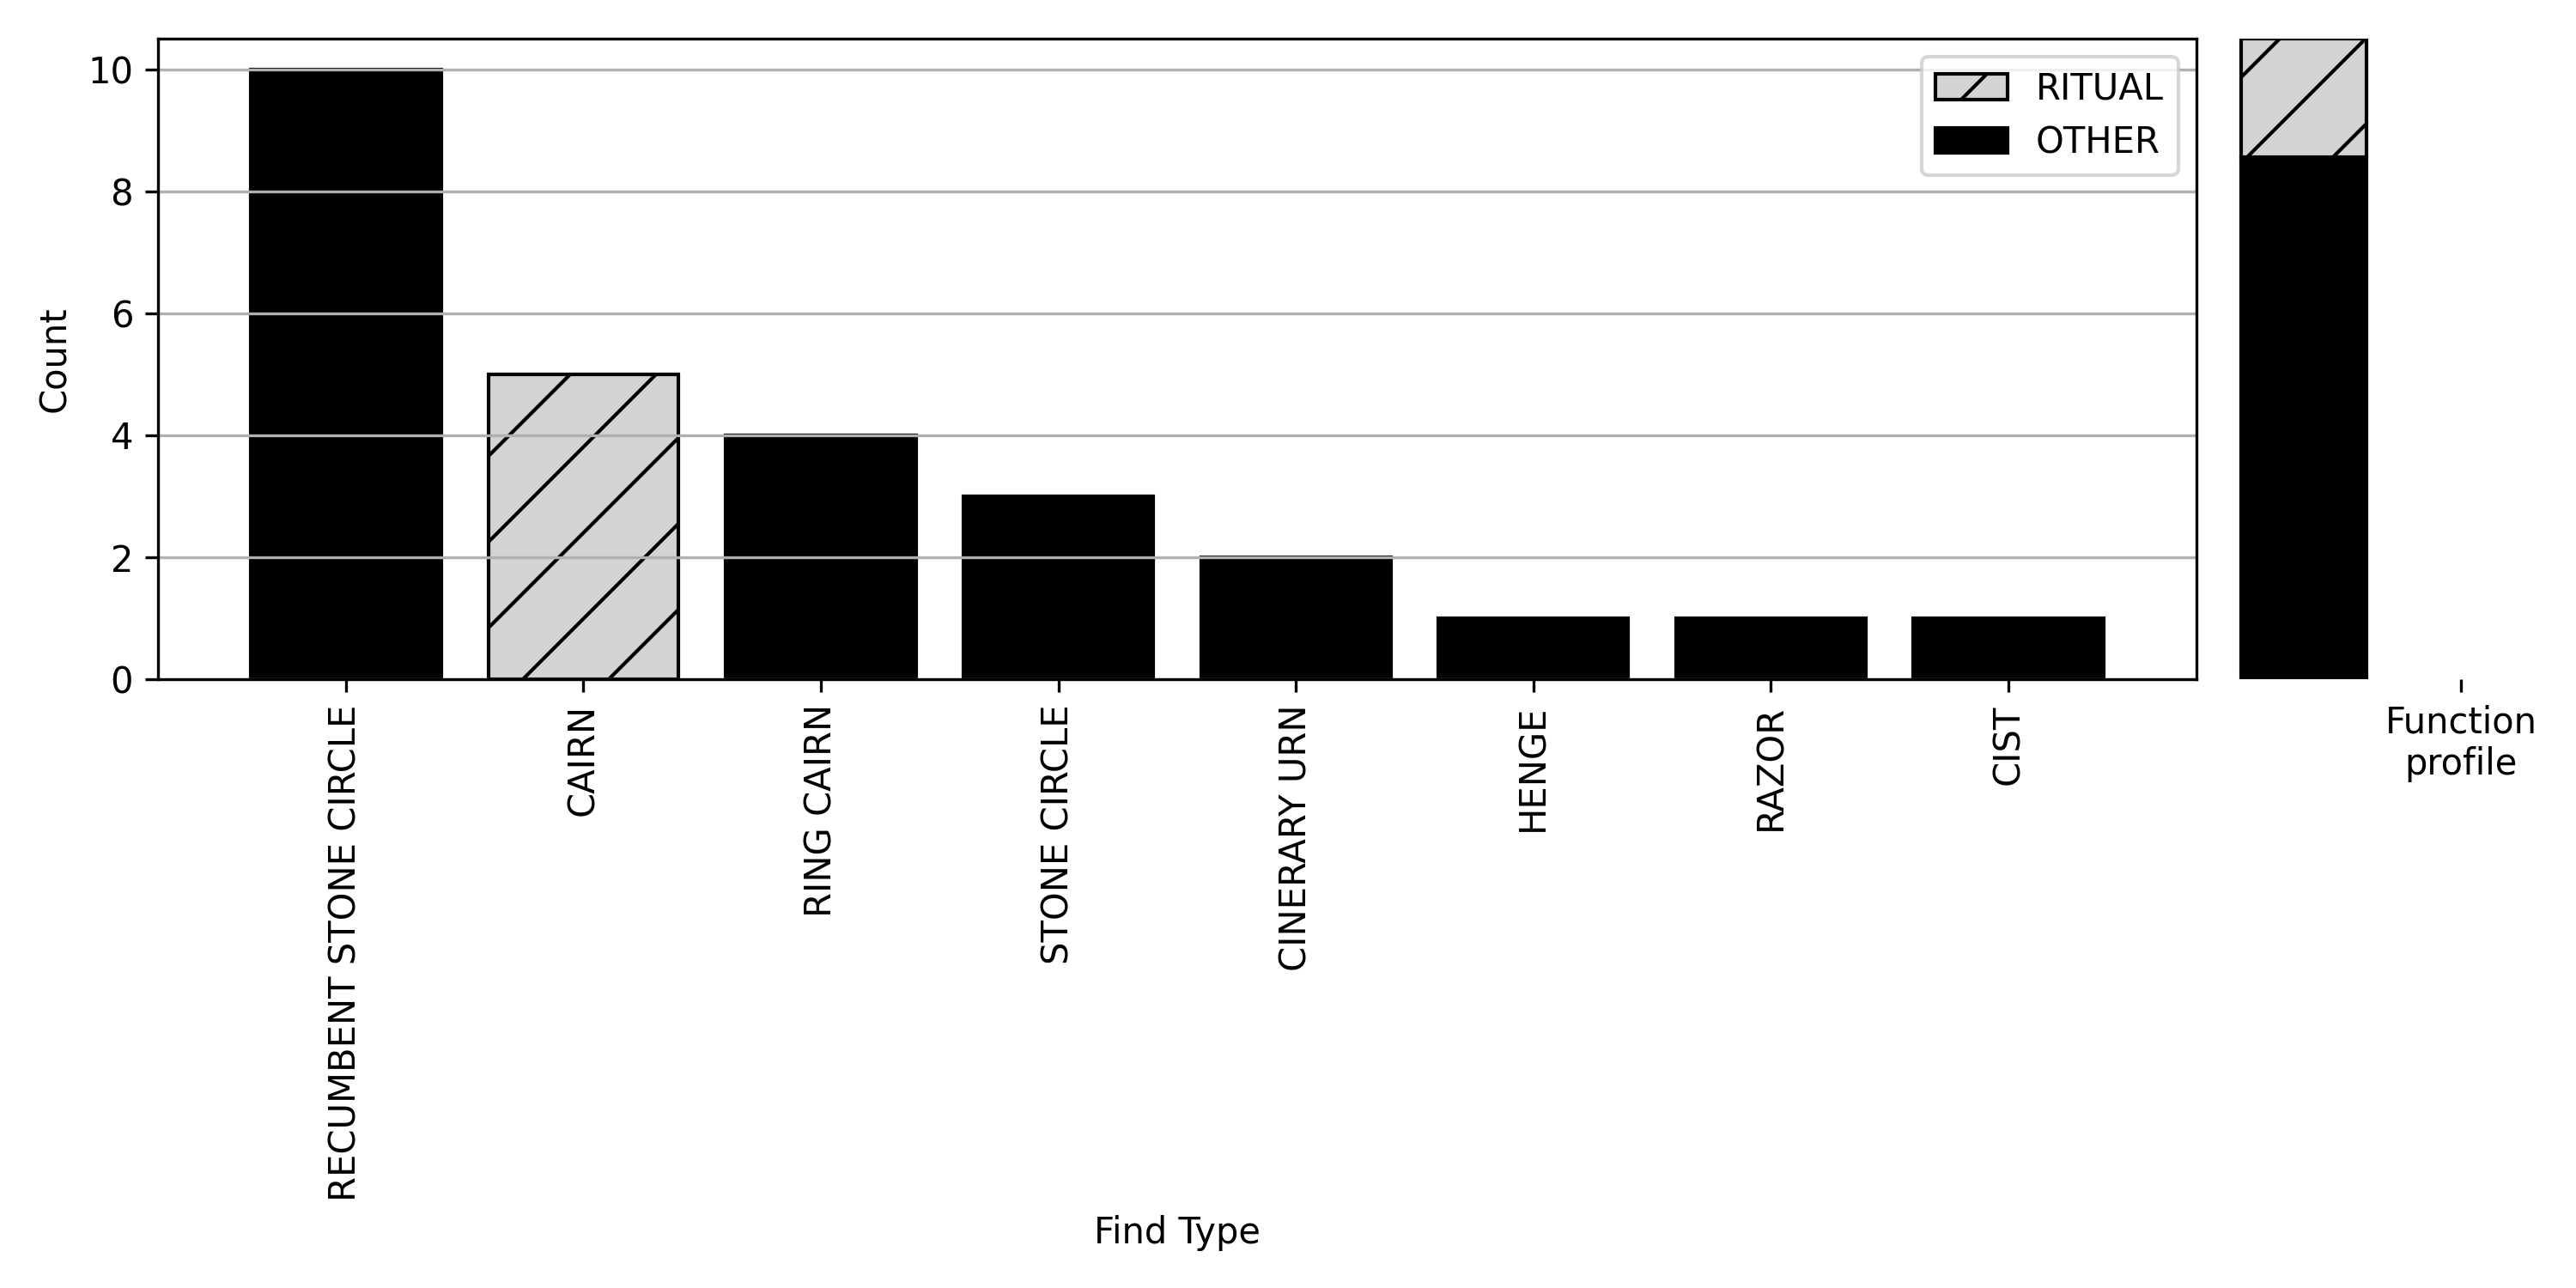 10
8
6
4
2
0
Count
RITUAL
OTHER
RECUMBENT STONE CIRCLE
CAIRN
RING CAIRN
STONE CIRCLE
CINERARY URN
HENGE
RAZOR
CIST
Function
profile
Find Type